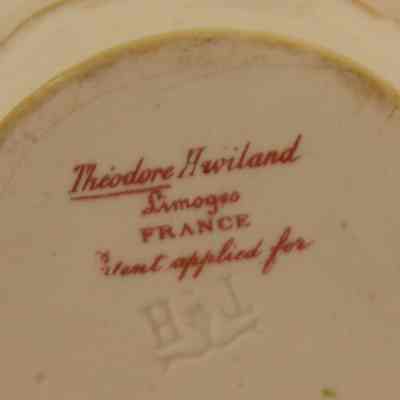 Théodore Haviland
Limoges
FRANCE
Patent applied for